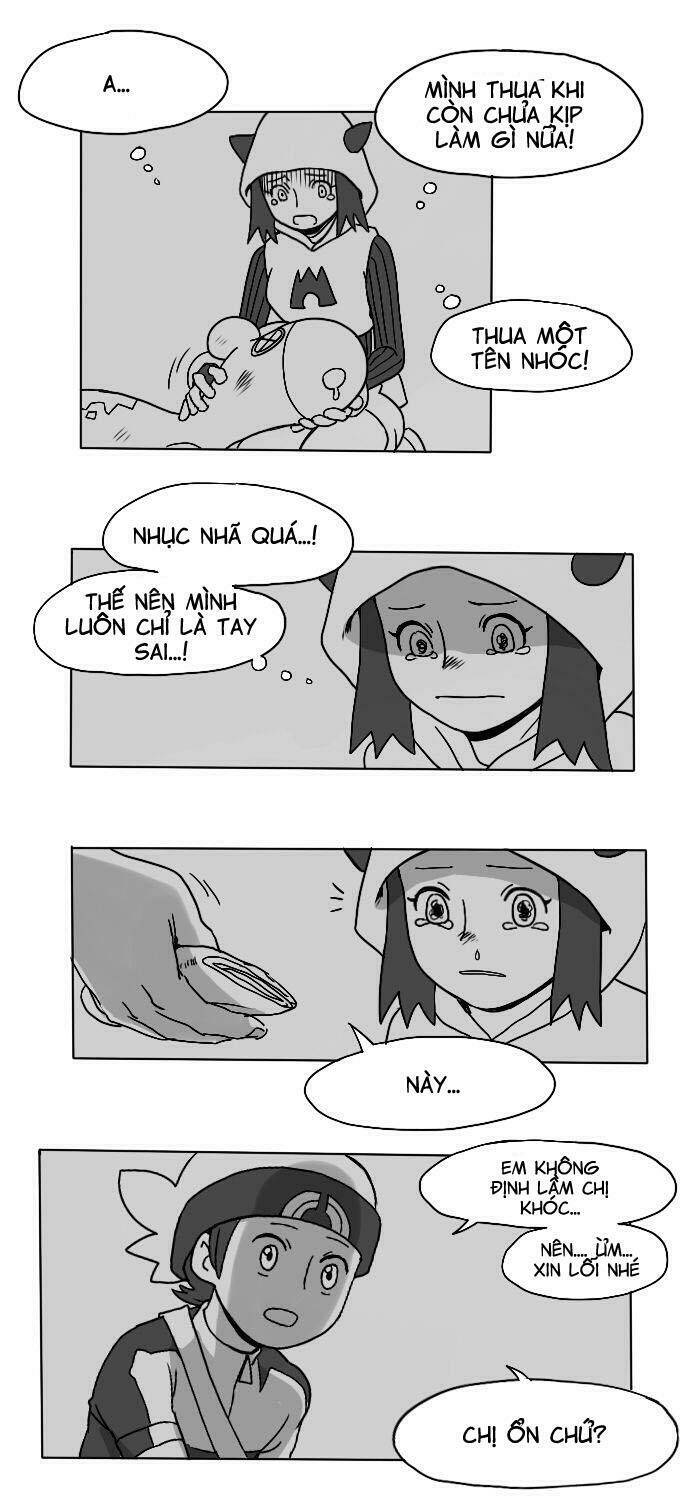 A...
MÌNH THUA KHI
CÒN CHƯA KỊP
LÀM GÌ NỮA!
THUA MỘT
TÊN NHÓC!
NHỤC NHÃ QUÁ...!
THẾ NÊN MÌNH
LUÔN CHỈ LÀ TAY
SAI...!
NÀY...
EM KHÔNG
ĐỊNH LÀM CHỊ
KHÓC...
NÊN.... ỪM...
XIN LỖI NHÉ
CHỊ ỔN CHỨ?